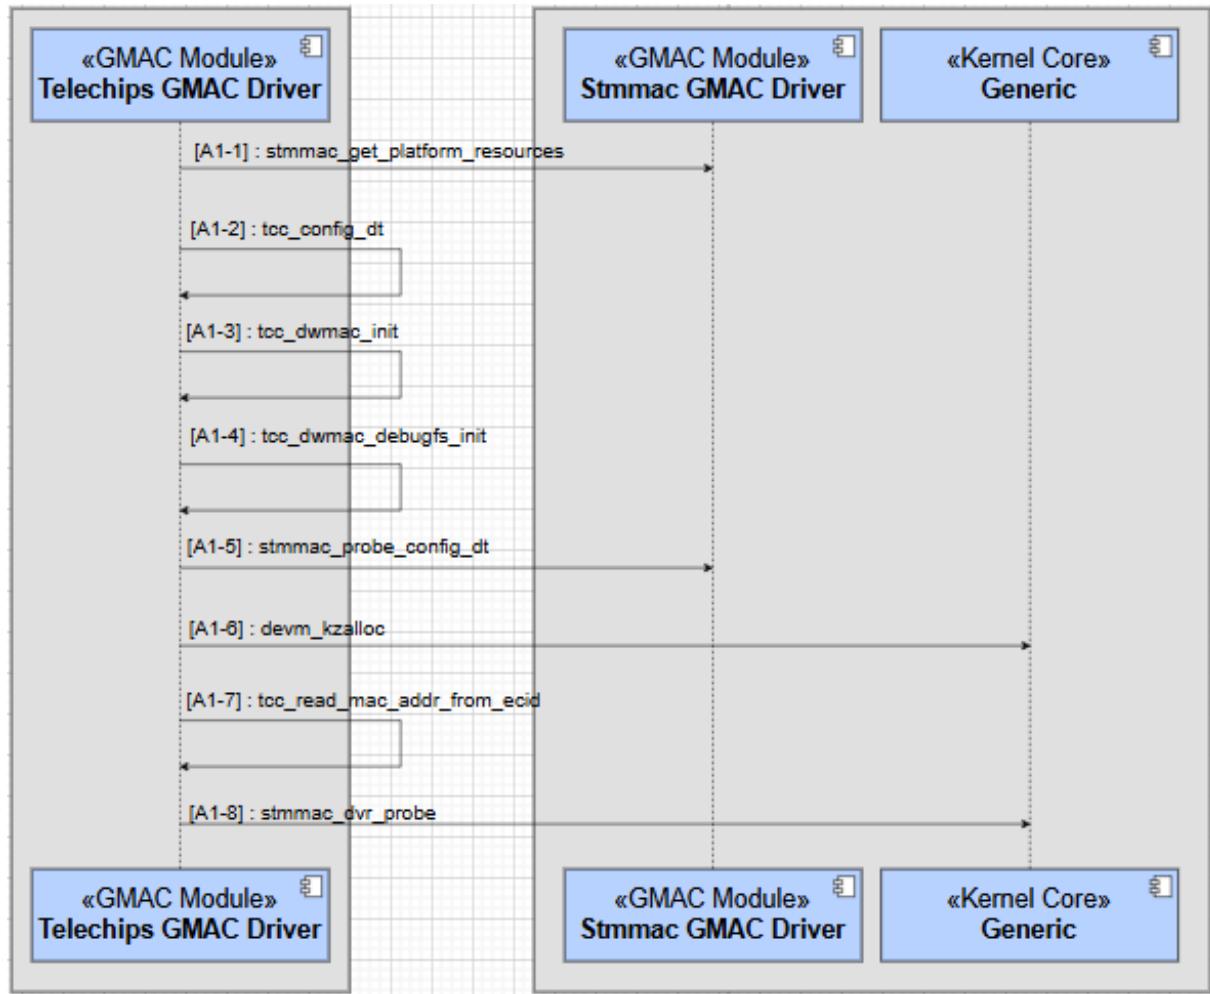 «GMAC Module»
Telechips GMAC Driver
«GMAC Module»
Stmmac GMAC Driver
«Kernel Core»
Generic
[A1-1] : stmmac_get_platform_resources
[A1-2] : tcc_config_dt
[A1-3] : tcc_dwmac_init
[A1-4] : tcc_dwmac_debugfs_init
[A1-5] : stmmac_probe_config_dt
[A1-6] : devm_kzalloc
[A1-7] : tcc_read_mac_addr_from_ecid
[A1-8] : stmmac_dvr_probe
«GMAC Module»
Telechips GMAC Driver
«GMAC Module»
Stmmac GMAC Driver
«Kernel Core»
Generic